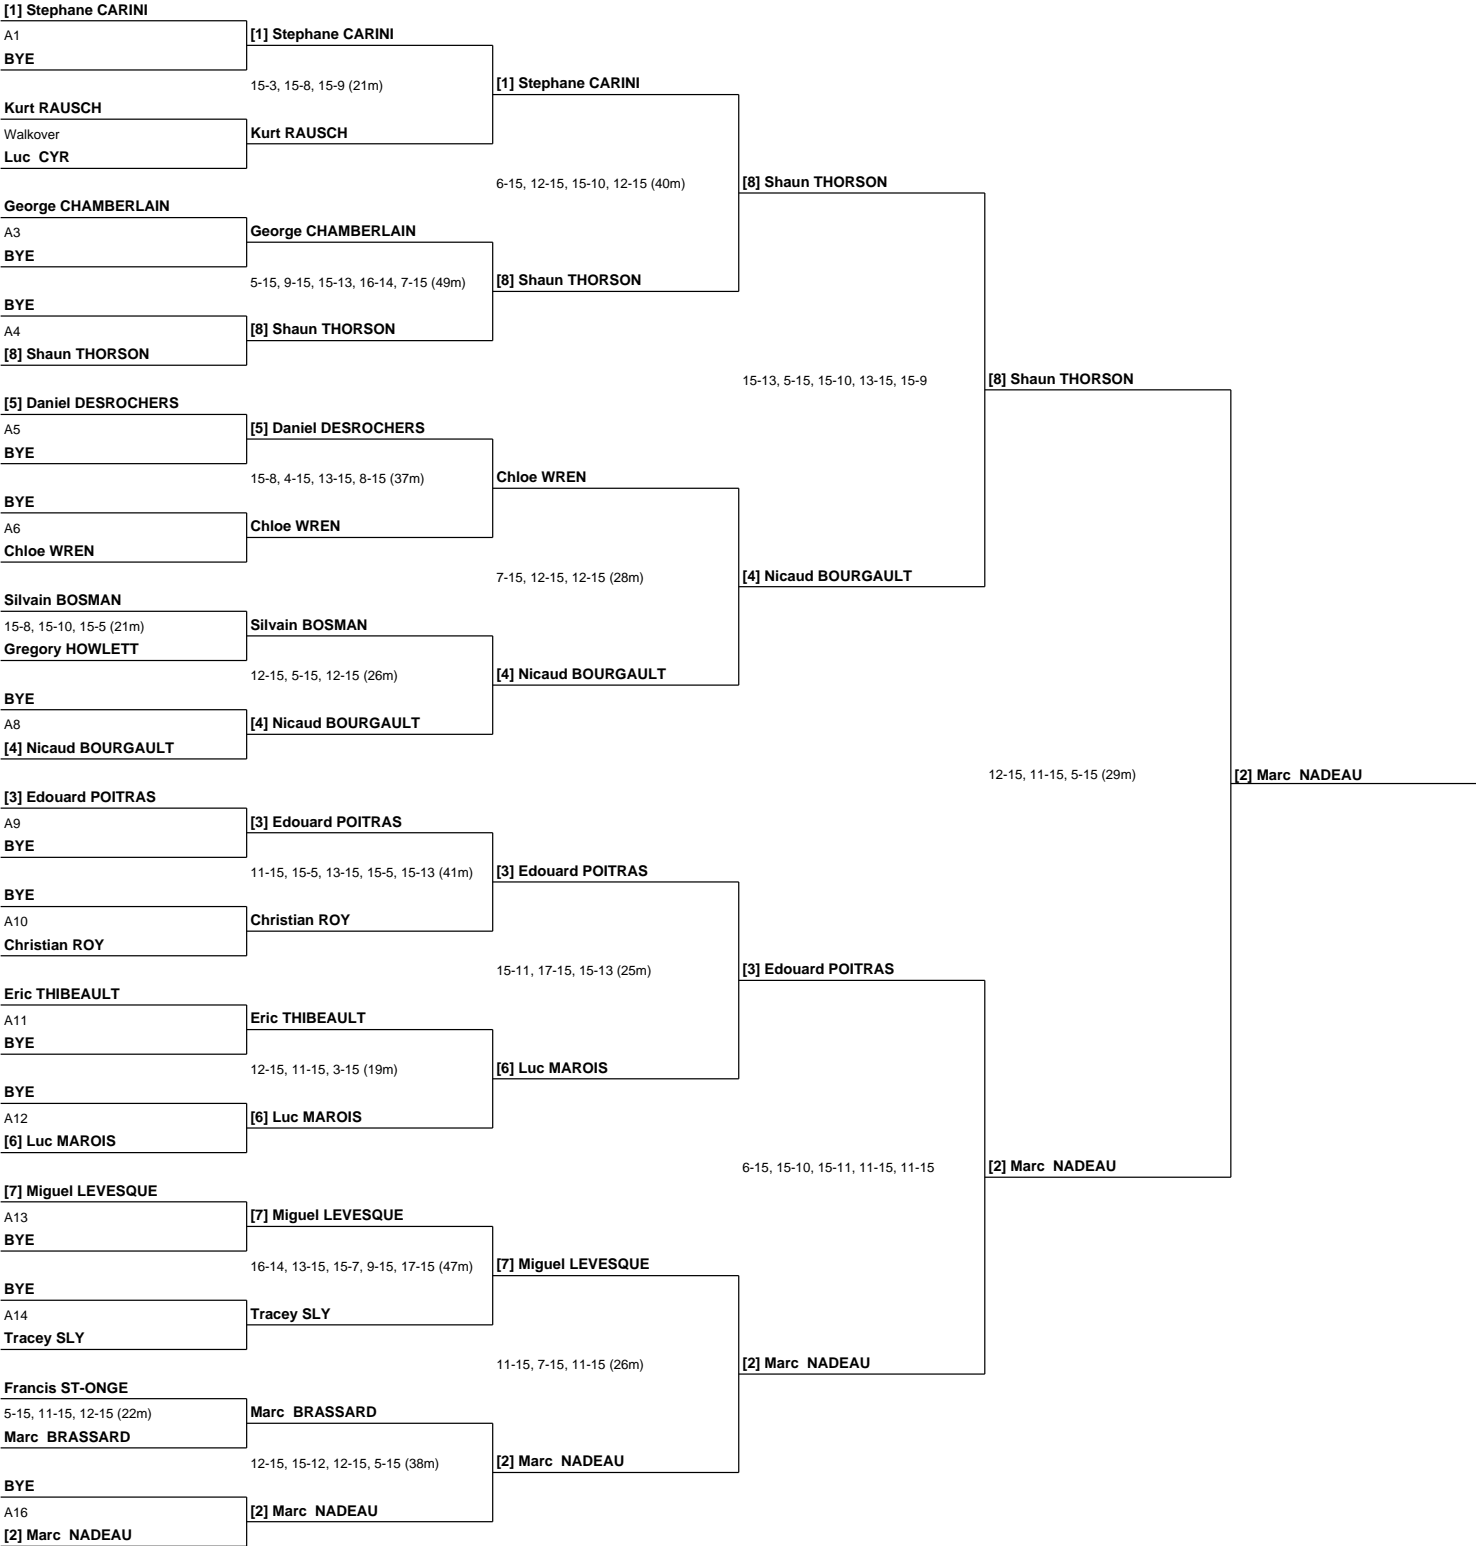 [1] Stephane CARINI
A1
BYE
Kurt RAUSCH
Walkover
Luc  CYR
George CHAMBERLAIN
A3
BYE
BYE
A4
[8] Shaun THORSON
[5] Daniel DESROCHERS
A5
BYE
BYE
A6
Chloe WREN
Silvain BOSMAN
15-8, 15-10, 15-5 (21m)
Gregory HOWLETT
BYE
A8
[4] Nicaud BOURGAULT
[3] Edouard POITRAS
A9
BYE
BYE
A10
Christian ROY
Eric THIBEAULT
A11
BYE
BYE
A12
[6] Luc MAROIS
[7] Miguel LEVESQUE
A13
BYE
BYE
A14
Tracey SLY
Francis ST-ONGE
5-15, 11-15, 12-15 (22m)
Marc  BRASSARD
BYE
A16
[2] Marc  NADEAU
[1] Stephane CARINI
15-3, 15-8, 15-9 (21m)
Kurt RAUSCH
George CHAMBERLAIN
5-15, 9-15, 15-13, 16-14, 7-15 (49m)
[8] Shaun THORSON
[5] Daniel DESROCHERS
15-8, 4-15, 13-15, 8-15 (37m)
Chloe WREN
Silvain BOSMAN
12-15, 5-15, 12-15 (26m)
[4] Nicaud BOURGAULT
[3] Edouard POITRAS
11-15, 15-5, 13-15, 15-5, 15-13 (41m)
Christian ROY
Eric THIBEAULT
12-15, 11-15, 3-15 (19m)
[6] Luc MAROIS
[7] Miguel LEVESQUE
16-14, 13-15, 15-7, 9-15, 17-15 (47m)
Tracey SLY
Marc  BRASSARD
12-15, 15-12, 12-15, 5-15 (38m)
[2] Marc  NADEAU
[1] Stephane CARINI
6-15, 12-15, 15-10, 12-15 (40m)
[8] Shaun THORSON
Chloe WREN
7-15, 12-15, 12-15 (28m)
[4] Nicaud BOURGAULT
[3] Edouard POITRAS
15-11, 17-15, 15-13 (25m)
[6] Luc MAROIS
[7] Miguel LEVESQUE
11-15, 7-15, 11-15 (26m)
[2] Marc  NADEAU
[8] Shaun THORSON
15-13, 5-15, 15-10, 13-15, 15-9
[4] Nicaud BOURGAULT
[3] Edouard POITRAS
6-15, 15-10, 15-11, 11-15, 11-15
[2] Marc  NADEAU
[8] Shaun THORSON
12-15, 11-15, 5-15 (29m)
[2] Marc  NADEAU
[2] Marc  NADEAU